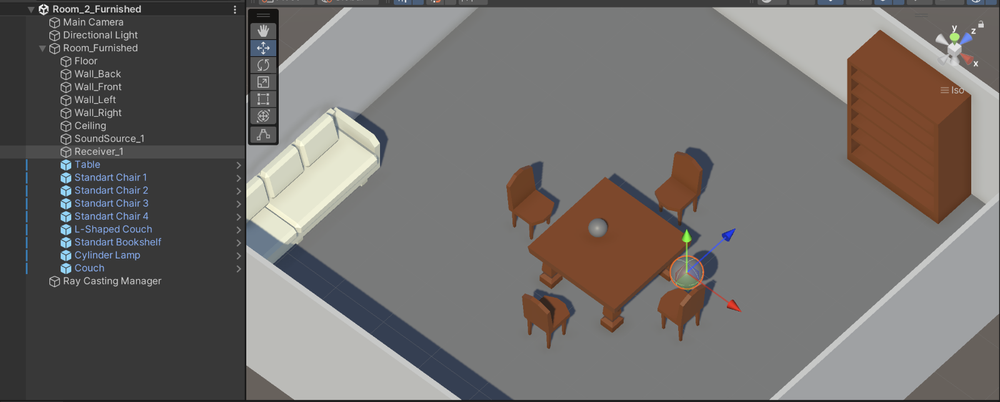 Room_2_Furnished
Main Camera
Directional Light
Room_Furnished
Floor
Wall_Back
Wall_Front
Wall_Left
Wall_Right
Ceiling
SoundSource_1
Receiver_1
Table
Standart Chair 1
Standart Chair 2
Standart Chair 3
Standart Chair 4
L-Shaped Couch
Standart Bookshelf
Cylinder Lamp
Couch
Ray Casting Manager
y
z
x
Iso